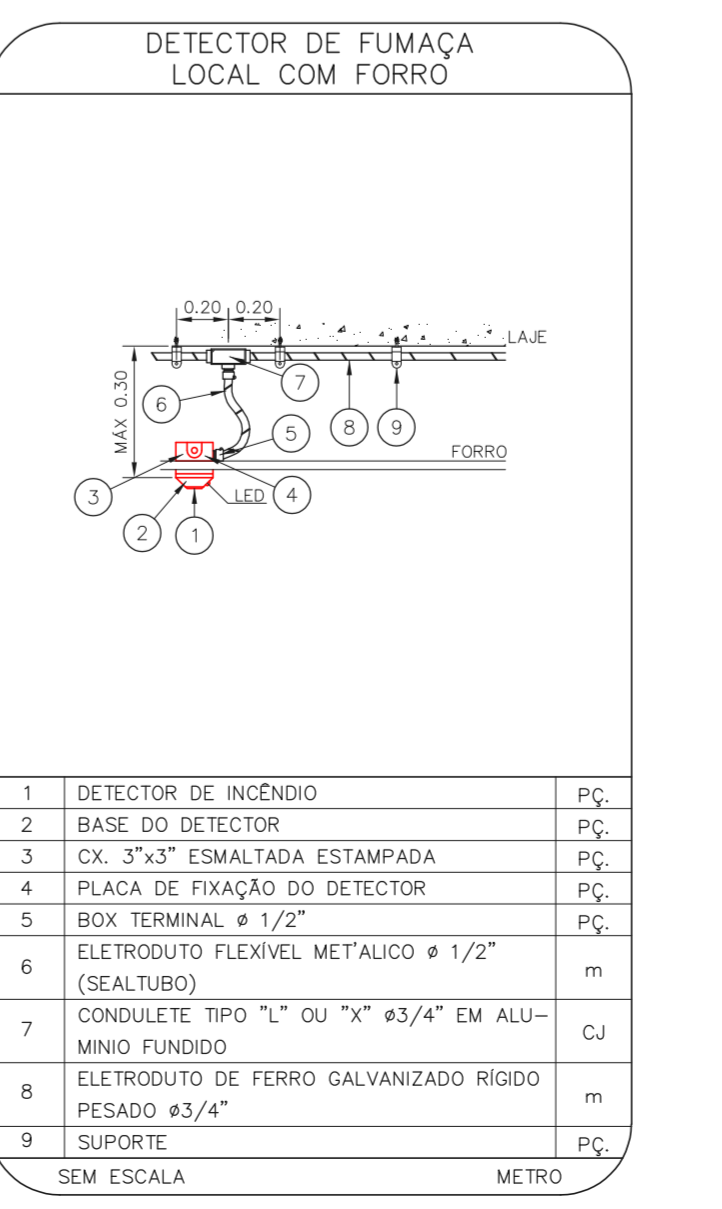 DETECTOR DE FUMAÇA
LOCAL COM FORRO
0.20 0.20
LAJE
MÁX 0.30
7
6
5
8
9
FORRO
3
LED
4
2
1
1 DETECTOR DE INCÊNDIO PÇ.
2 BASE DO DETECTOR PÇ.
3 CX. 3"x3" ESMALTADA ESTAMPADA PÇ.
4 PLACA DE FIXAÇÃO DO DETECTOR PÇ.
5 BOX TERMINAL ø 1/2" PÇ.
6 ELETRODUTO FLEXÍVEL MET'ALICO ø 1/2"
(SEALTUBO) m
7 CONDULETE TIPO "L" OU "X" ø3/4" EM ALU-
MINIO FUNDIDO CJ
8 ELETRODUTO DE FERRO GALVANIZADO RÍGIDO
PESADO ø3/4" m
9 SUPORTE PÇ.
SEM ESCALA METRO